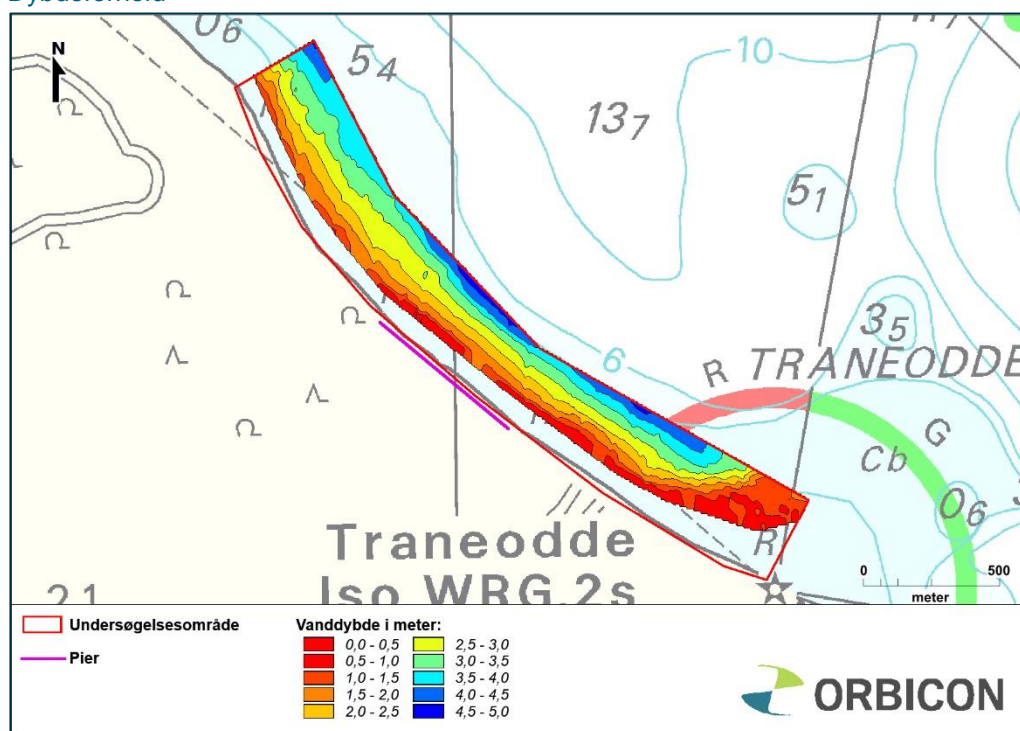 N
0₆
5₄
10
13₇
5₁
3₅
6
R TRANEODDE
G
Cb
0₆
R
Traneodde
Iso WRG.2s
21
0 500
meter
Undersøgelsesområde
Pier
Vanddybde i meter:
0,0 - 0,5
0,5 - 1,0
1,0 - 1,5
1,5 - 2,0
2,0 - 2,5
2,5 - 3,0
3,0 - 3,5
3,5 - 4,0
4,0 - 4,5
4,5 - 5,0
ORBICON